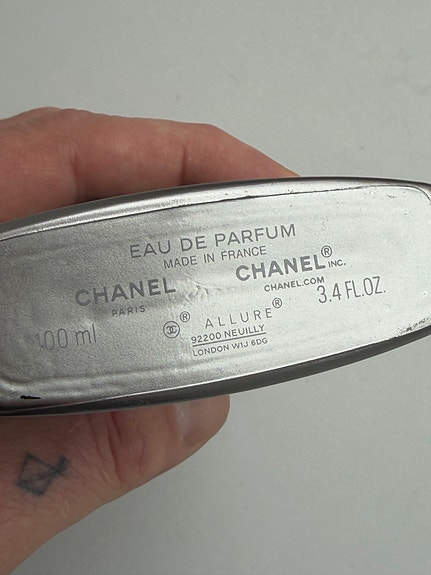 EAU DE PARFUM
MADE IN FRANCE
CHANEL
PARIS
CHANEL® INC.
CHANEL.COM
100 ml
® ALLURE®
3.4 FL.OZ.
92200 NEUILLY
LONDON W1J 6DG